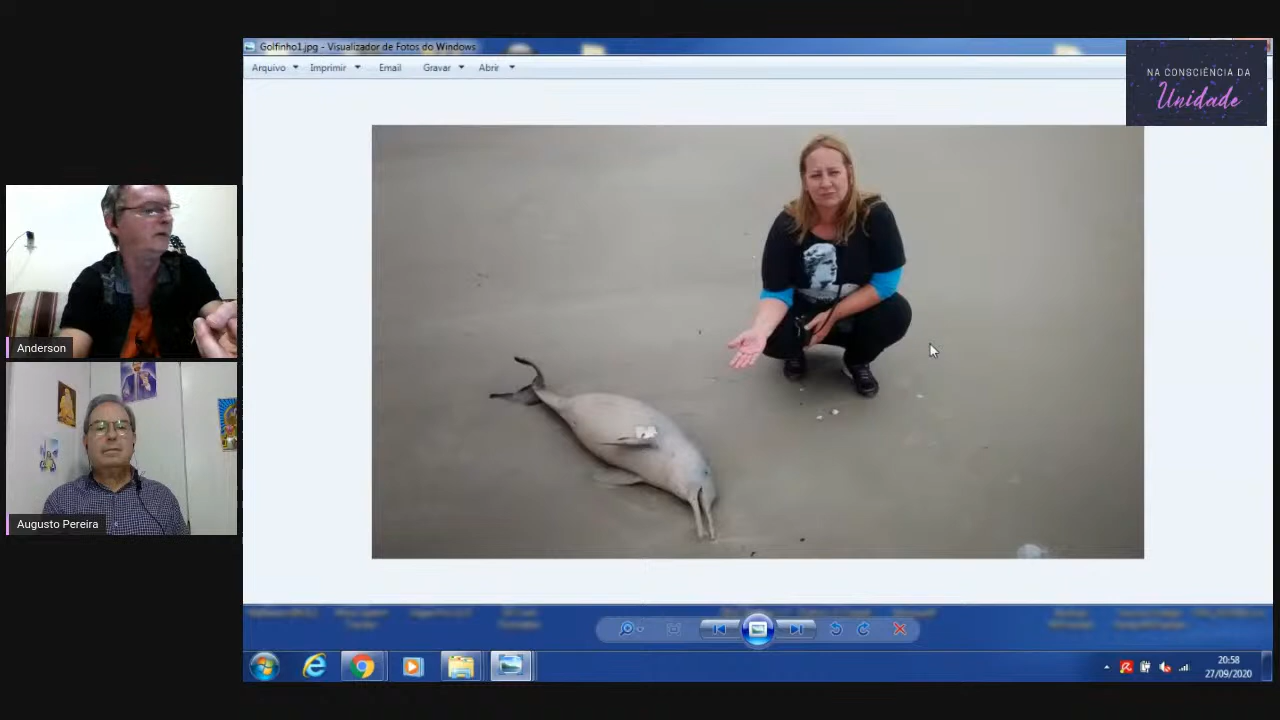 Golfinho1.jpg - Visualizador de Fotos do Windows
Arquivo Imprimir Email Gravar Abrir
NA CONSCIÊNCIA DA
Unidade
Anderson
Augusto Pereira
20:58
27/09/2020